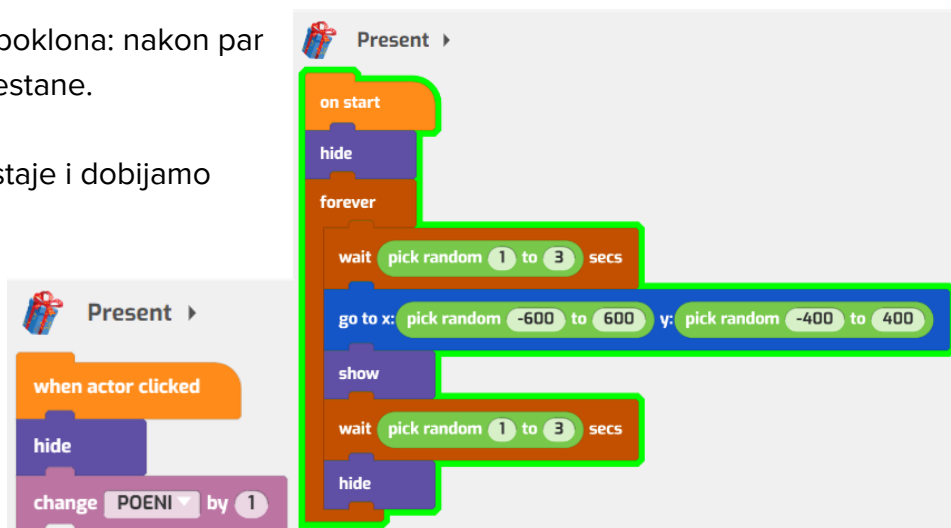 poklona: nakon par
estane.
staje i dobijamo
Present
on start
hide
forever
wait pick random 1 to 3 secs
go to x: pick random -600 to 600 y: pick random -400 to 400
show
wait pick random 1 to 3 secs
hide
Present
when actor clicked
hide
change POENI by 1